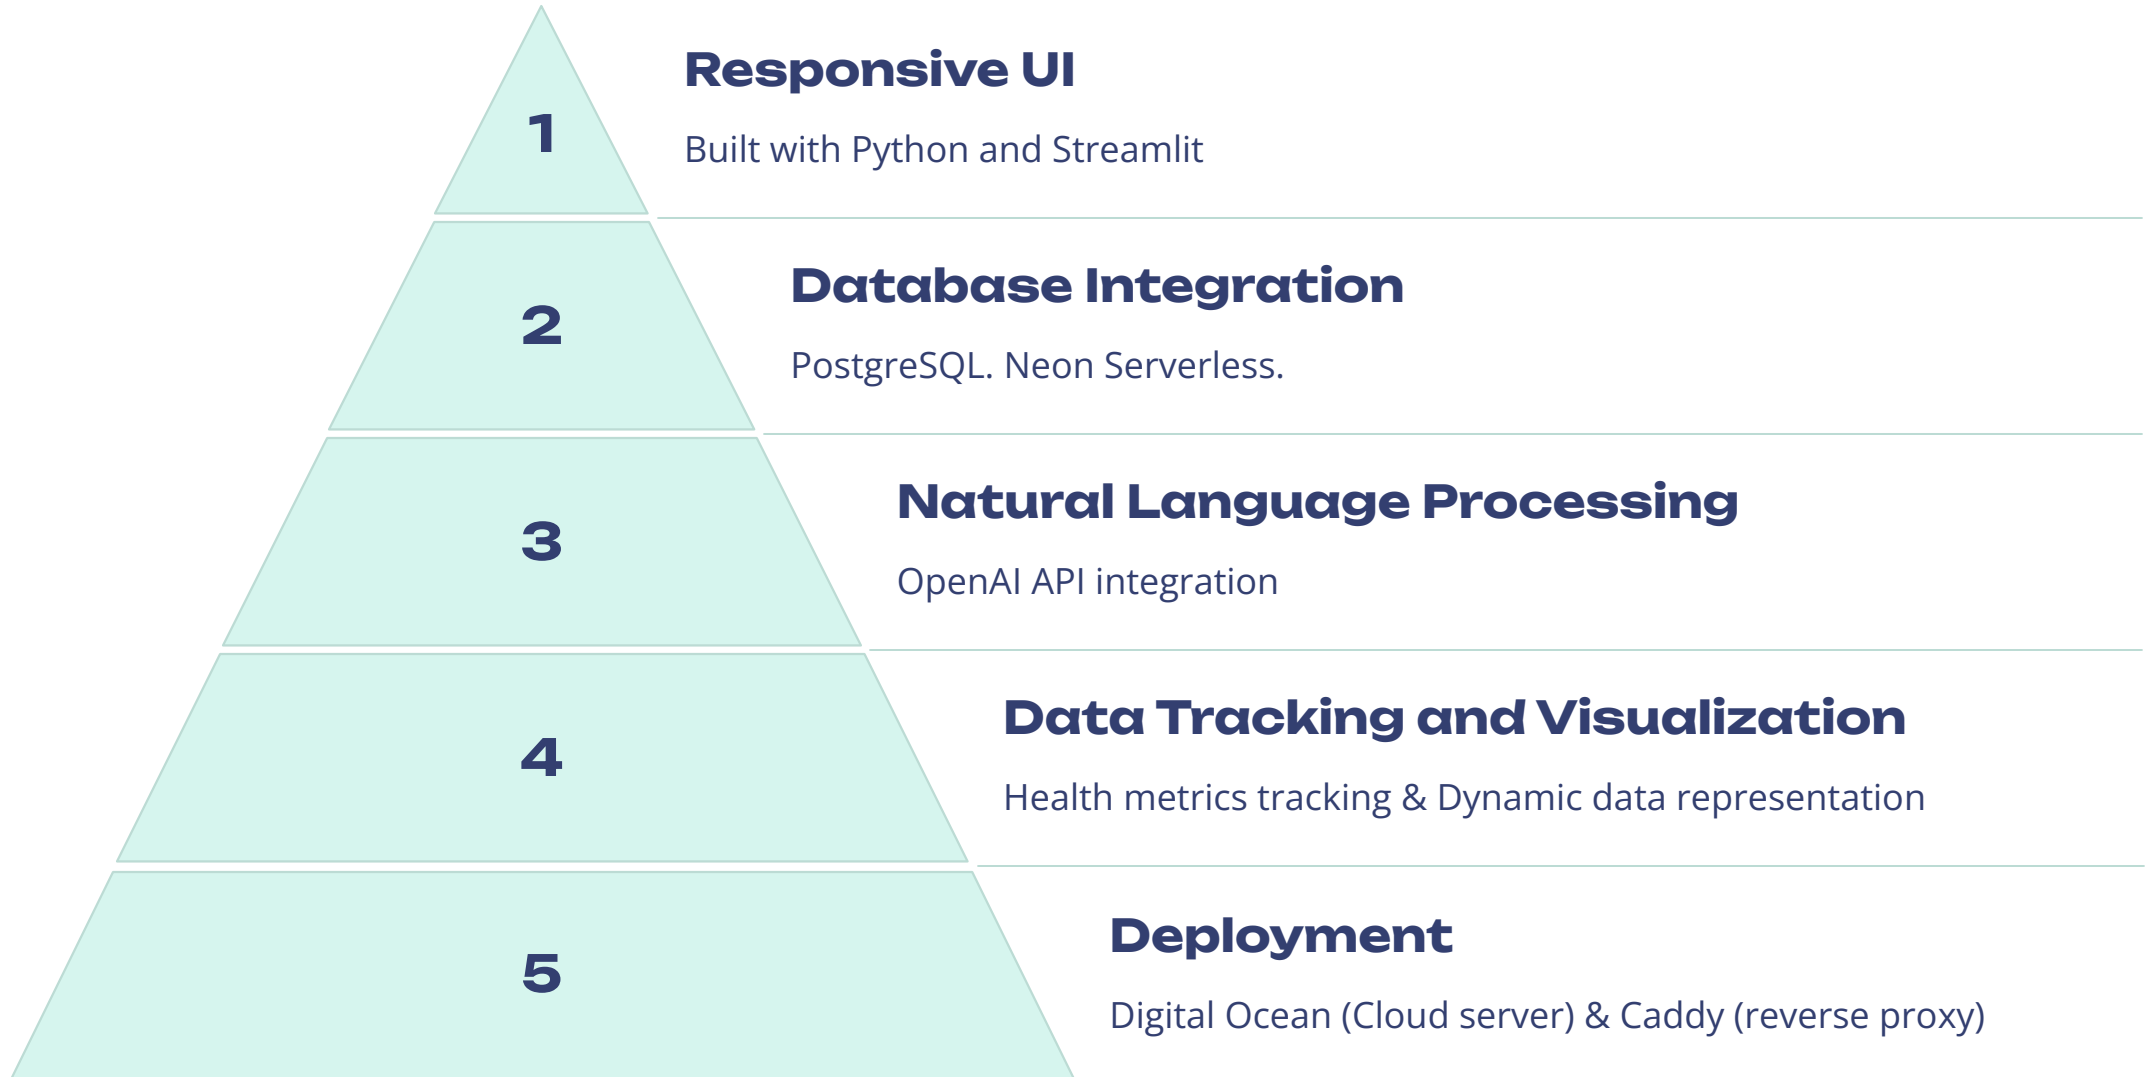 1
Responsive UI
Built with Python and Streamlit
2
Database Integration
PostgreSQL. Neon Serverless.
3
Natural Language Processing
OpenAI API integration
4
Data Tracking and Visualization
Health metrics tracking & Dynamic data representation
5
Deployment
Digital Ocean (Cloud server) & Caddy (reverse proxy)